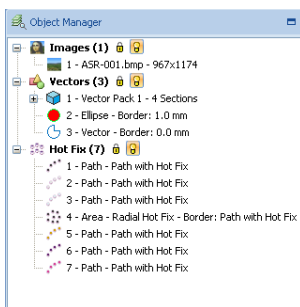 Object Manager
Images (1)
1 - ASR-001.bmp - 967x1174
Vectors (3)
1 - Vector Pack 1 - 4 Sections
2 - Ellipse - Border: 1.0 mm
3 - Vector - Border: 0.0 mm
Hot Fix (7)
1 - Path - Path with Hot Fix
2 - Path - Path with Hot Fix
3 - Path - Path with Hot Fix
4 - Area - Radial Hot Fix - Border: Path with Hot Fix
5 - Path - Path with Hot Fix
6 - Path - Path with Hot Fix
7 - Path - Path with Hot Fix